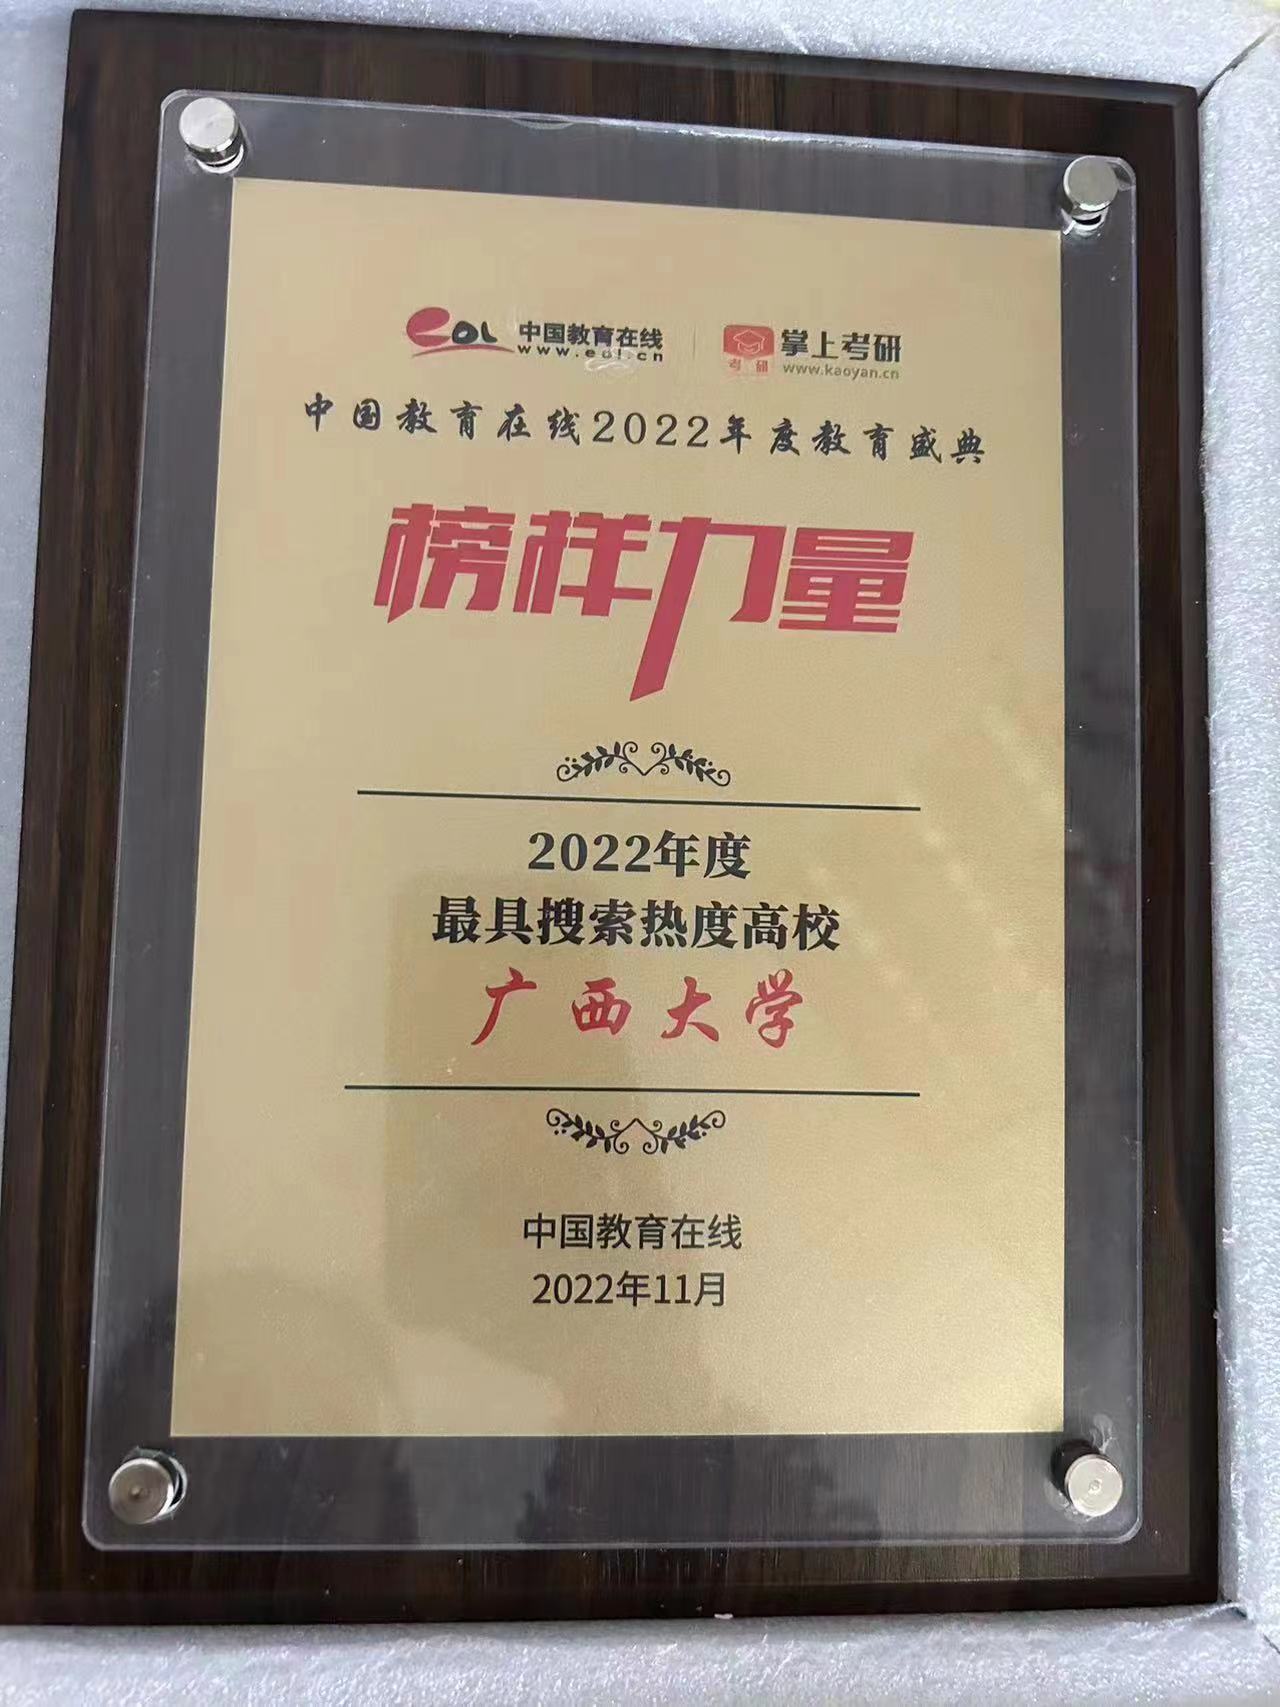 eol 中国教育在线 掌上考研
www.eol.cn 考研 www.kaoyan.cn
中国教育在线2022年度教育盛典
榜样力量
2022年度
最具搜索热度高校
广西大学
中国教育在线
2022年11月